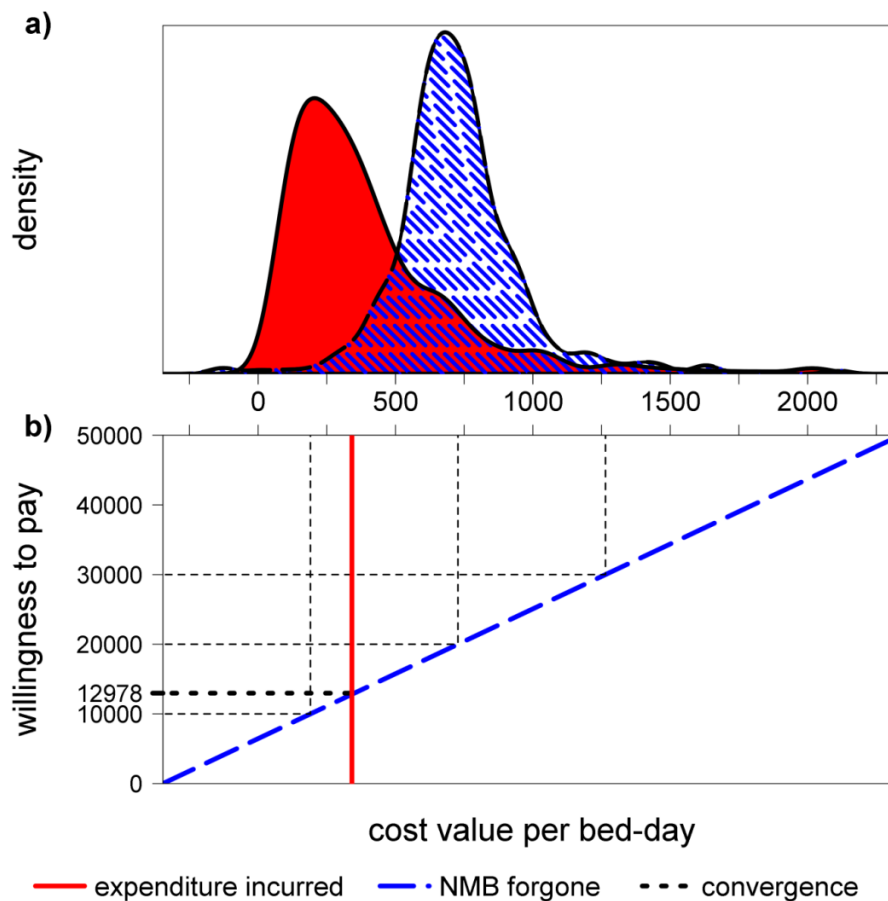 a)
density
0 500 1000 1500 2000
b)
willingness to pay
50000
40000
30000
20000
12978
10000
0
cost value per bed-day
expenditure incurred NMB forgone convergence